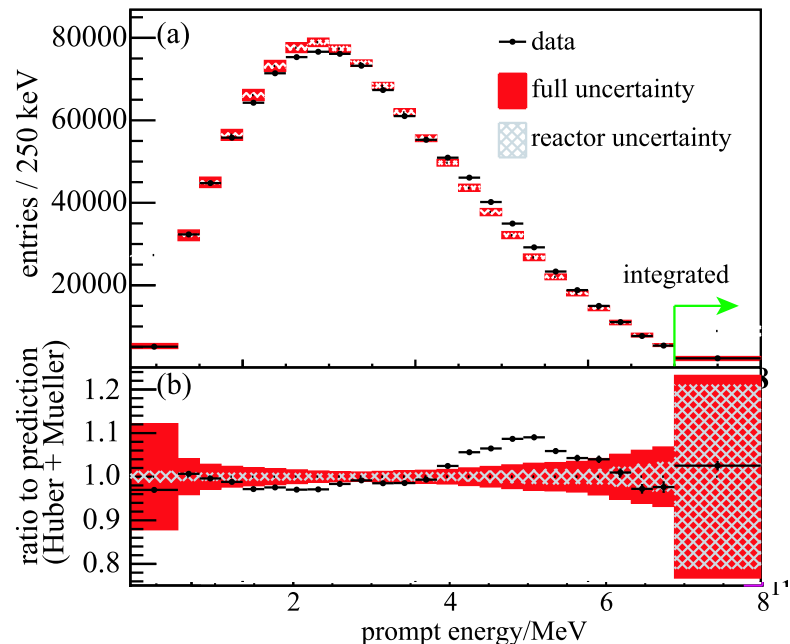 (a)
data
full uncertainty
reactor uncertainty
integrated
80000
60000
40000
20000
entries / 250 keV
(b)
1.2
1.1
1.0
0.9
0.8
ratio to prediction
(Huber + Mueller)
2
4
6
8
prompt energy/MeV